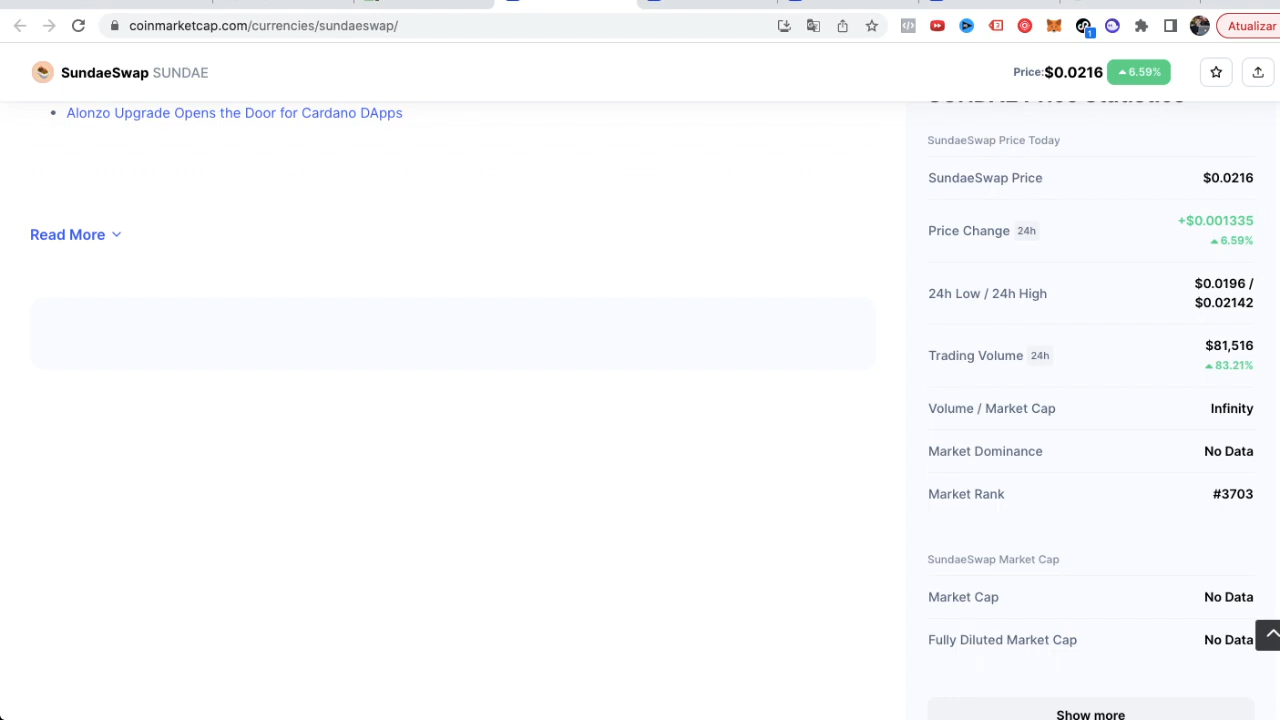 coinmarketcap.com/currencies/sundaeswap/
1
Atualizar
SundaeSwap SUNDAE
Price:$0.0216
6.59%
Alonzo Upgrade Opens the Door for Cardano DApps
Read More
SUNDAE Price Statistics
SundaeSwap Price Today
SundaeSwap Price
$0.0216
Price Change 24h
+$0.001335
6.59%
24h Low / 24h High
$0.0196 /
$0.02142
Trading Volume 24h
$81,516
83.21%
Volume / Market Cap
Infinity
Market Dominance
No Data
Market Rank
#3703
SundaeSwap Market Cap
Market Cap
No Data
Fully Diluted Market Cap
No Data
Show more